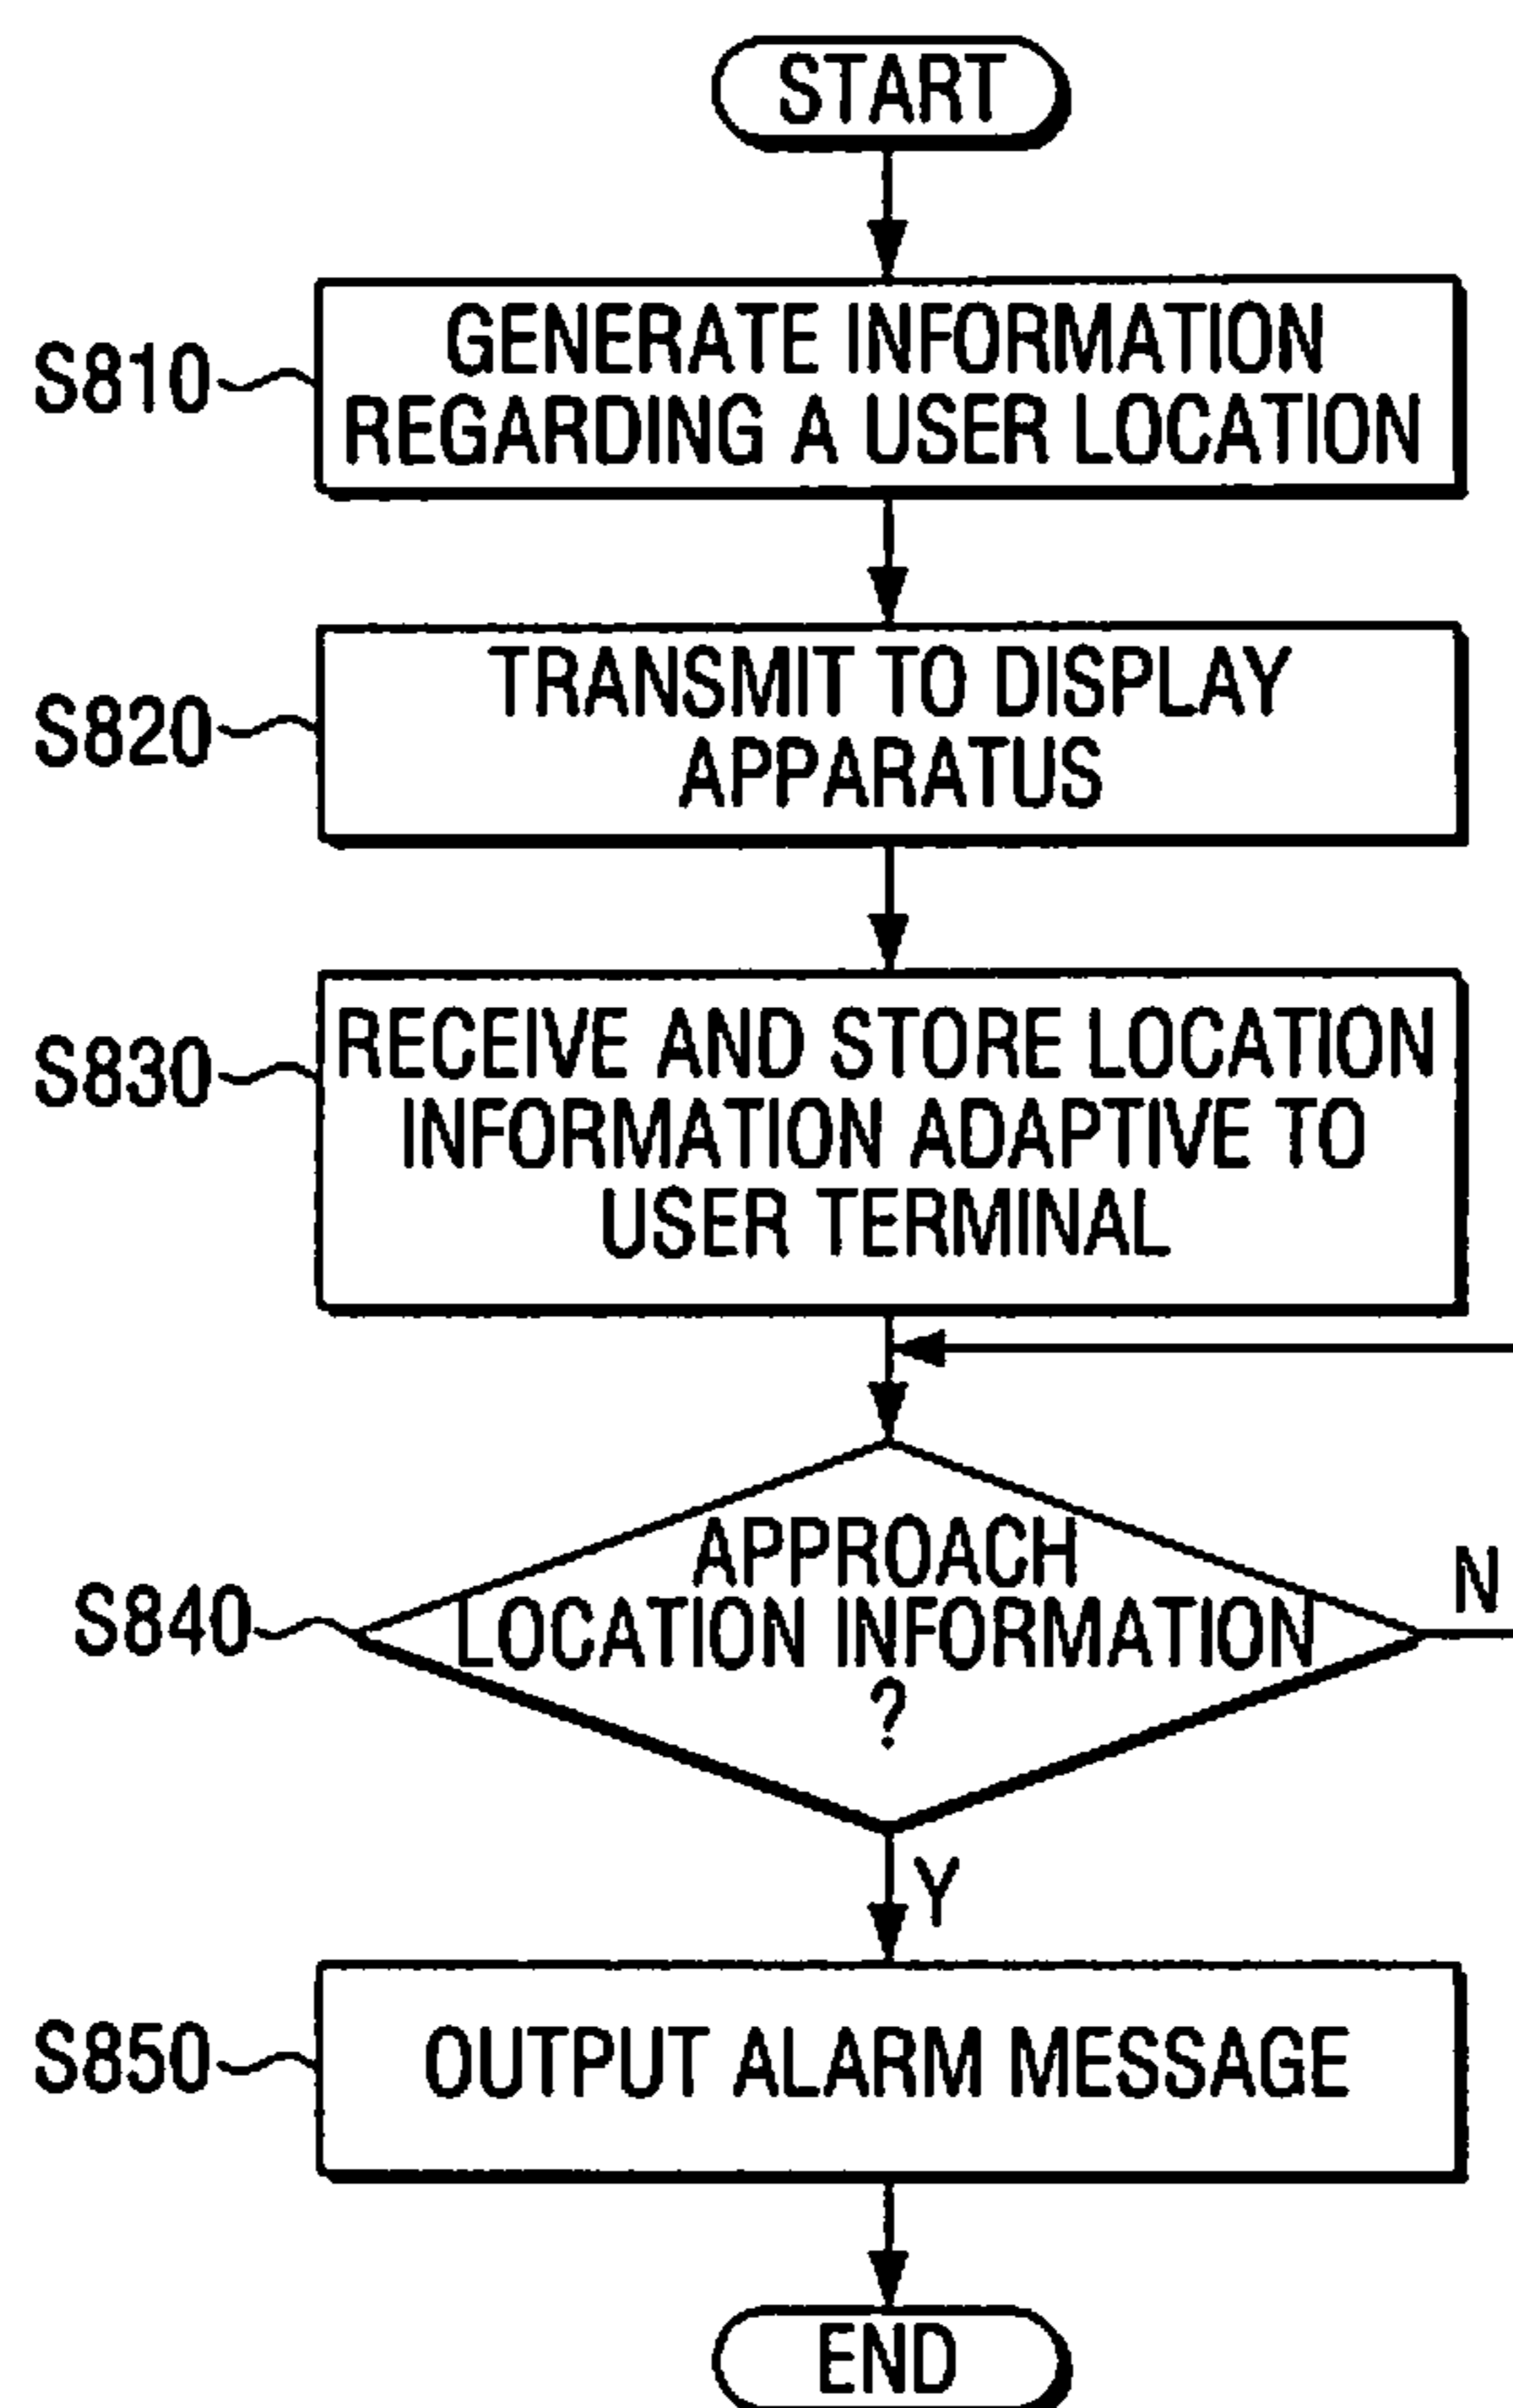 START
S810
GENERATE INFORMATION
REGARDING A USER LOCATION
S820
TRANSMIT TO DISPLAY
APPARATUS
S830
RECEIVE AND STORE LOCATION
INFORMATION ADAPTIVE TO
USER TERMINAL
S840
APPROACH
LOCATION INFORMATION
?
N
Y
S850
OUTPUT ALARM MESSAGE
END